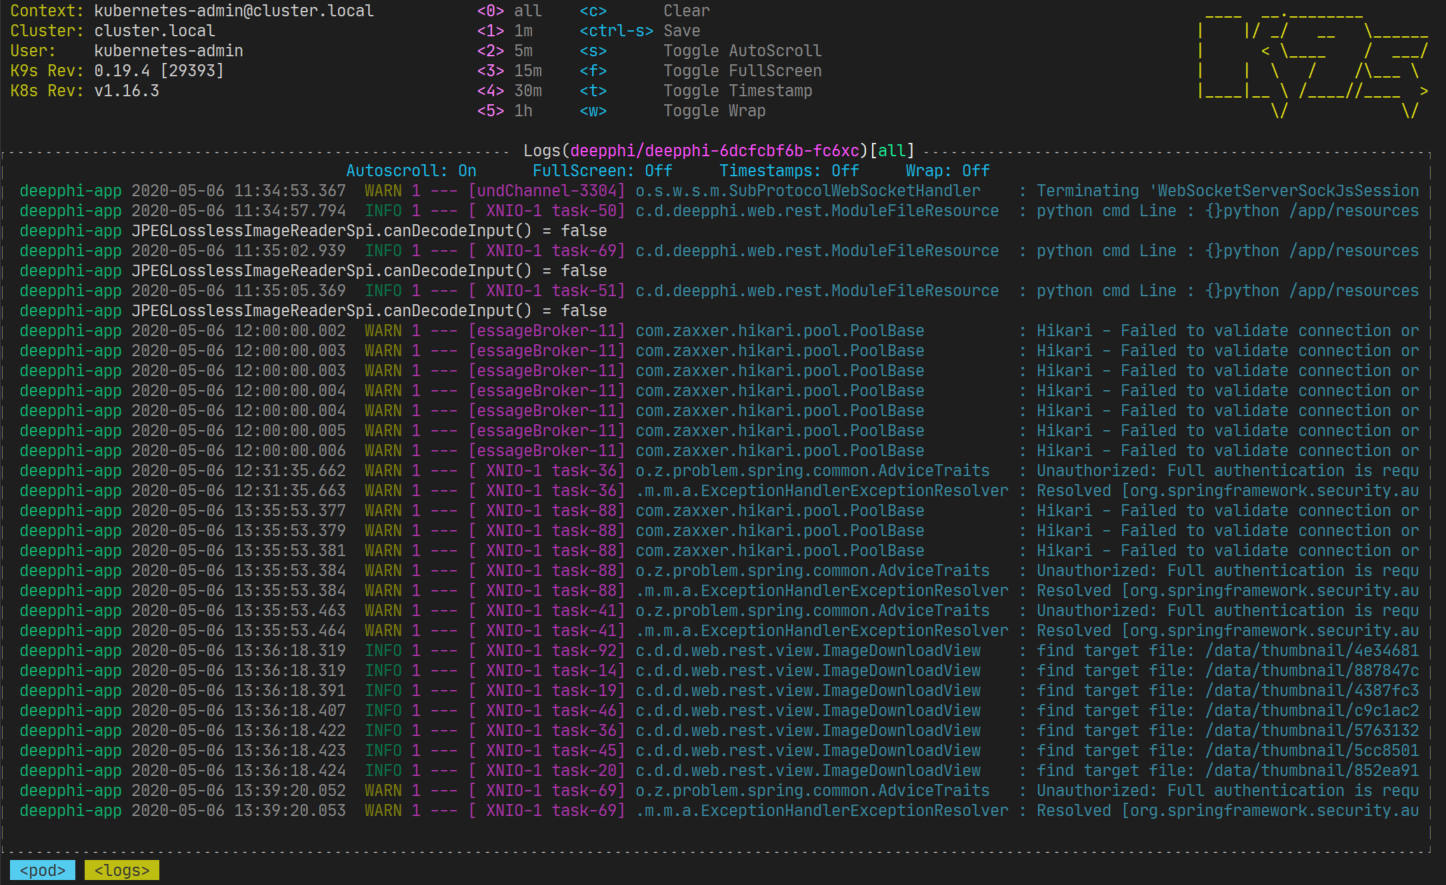 Context: kubernetes-admin@cluster.local <0> all <c> Clear
Cluster: cluster.local <1> 1m <ctrl-s> Save
User: kubernetes-admin <2> 5m <s> Toggle AutoScroll
K9s Rev: 0.19.4 [29393] <3> 15m <f> Toggle FullScreen
K8s Rev: v1.16.3 <4> 30m <t> Toggle Timestamp
<5> 1h <w> Toggle Wrap
Logs(deepphi/deepphi-6dcfcbf6b-fc6xc)[all]
Autoscroll: On FullScreen: Off Timestamps: Off Wrap: Off
deepphi-app 2020-05-06 11:34:53.367 WARN 1 --- [undChannel-3304] o.s.w.s.m.SubProtocolWebSocketHandler : Terminating 'WebSocketServerSockJsSession
deepphi-app 2020-05-06 11:34:57.794 INFO 1 --- [ XNIO-1 task-50] c.d.deepphi.web.rest.ModuleFileResource : python cmd Line : {}python /app/resources
deepphi-app JPEGLosslessImageReaderSpi.canDecodeInput() = false
deepphi-app 2020-05-06 11:35:02.939 INFO 1 --- [ XNIO-1 task-69] c.d.deepphi.web.rest.ModuleFileResource : python cmd Line : {}python /app/resources
deepphi-app JPEGLosslessImageReaderSpi.canDecodeInput() = false
deepphi-app 2020-05-06 11:35:05.369 INFO 1 --- [ XNIO-1 task-51] c.d.deepphi.web.rest.ModuleFileResource : python cmd Line : {}python /app/resources
deepphi-app JPEGLosslessImageReaderSpi.canDecodeInput() = false
deepphi-app 2020-05-06 12:00:00.002 WARN 1 --- [essageBroker-11] com.zaxxer.hikari.pool.PoolBase : Hikari - Failed to validate connection or
deepphi-app 2020-05-06 12:00:00.003 WARN 1 --- [essageBroker-11] com.zaxxer.hikari.pool.PoolBase : Hikari - Failed to validate connection or
deepphi-app 2020-05-06 12:00:00.003 WARN 1 --- [essageBroker-11] com.zaxxer.hikari.pool.PoolBase : Hikari - Failed to validate connection or
deepphi-app 2020-05-06 12:00:00.004 WARN 1 --- [essageBroker-11] com.zaxxer.hikari.pool.PoolBase : Hikari - Failed to validate connection or
deepphi-app 2020-05-06 12:00:00.004 WARN 1 --- [essageBroker-11] com.zaxxer.hikari.pool.PoolBase : Hikari - Failed to validate connection or
deepphi-app 2020-05-06 12:00:00.005 WARN 1 --- [essageBroker-11] com.zaxxer.hikari.pool.PoolBase : Hikari - Failed to validate connection or
deepphi-app 2020-05-06 12:00:00.006 WARN 1 --- [essageBroker-11] com.zaxxer.hikari.pool.PoolBase : Hikari - Failed to validate connection or
deepphi-app 2020-05-06 12:31:35.662 WARN 1 --- [ XNIO-1 task-36] o.z.problem.spring.common.AdviceTraits : Unauthorized: Full authentication is requ
deepphi-app 2020-05-06 12:31:35.663 WARN 1 --- [ XNIO-1 task-36] .m.m.a.ExceptionHandlerExceptionResolver : Resolved [org.springframework.security.au
deepphi-app 2020-05-06 13:35:53.377 WARN 1 --- [ XNIO-1 task-88] com.zaxxer.hikari.pool.PoolBase : Hikari - Failed to validate connection or
deepphi-app 2020-05-06 13:35:53.379 WARN 1 --- [ XNIO-1 task-88] com.zaxxer.hikari.pool.PoolBase : Hikari - Failed to validate connection or
deepphi-app 2020-05-06 13:35:53.381 WARN 1 --- [ XNIO-1 task-88] com.zaxxer.hikari.pool.PoolBase : Hikari - Failed to validate connection or
deepphi-app 2020-05-06 13:35:53.384 WARN 1 --- [ XNIO-1 task-88] o.z.problem.spring.common.AdviceTraits : Unauthorized: Full authentication is requ
deepphi-app 2020-05-06 13:35:53.384 WARN 1 --- [ XNIO-1 task-88] .m.m.a.ExceptionHandlerExceptionResolver : Resolved [org.springframework.security.au
deepphi-app 2020-05-06 13:35:53.463 WARN 1 --- [ XNIO-1 task-41] o.z.problem.spring.common.AdviceTraits : Unauthorized: Full authentication is requ
deepphi-app 2020-05-06 13:35:53.464 WARN 1 --- [ XNIO-1 task-41] .m.m.a.ExceptionHandlerExceptionResolver : Resolved [org.springframework.security.au
deepphi-app 2020-05-06 13:36:18.319 INFO 1 --- [ XNIO-1 task-92] c.d.d.web.rest.view.ImageDownloadView : find target file: /data/thumbnail/4e34681
deepphi-app 2020-05-06 13:36:18.319 INFO 1 --- [ XNIO-1 task-14] c.d.d.web.rest.view.ImageDownloadView : find target file: /data/thumbnail/887847c
deepphi-app 2020-05-06 13:36:18.391 INFO 1 --- [ XNIO-1 task-19] c.d.d.web.rest.view.ImageDownloadView : find target file: /data/thumbnail/4387fc3
deepphi-app 2020-05-06 13:36:18.407 INFO 1 --- [ XNIO-1 task-46] c.d.d.web.rest.view.ImageDownloadView : find target file: /data/thumbnail/c9c1ac2
deepphi-app 2020-05-06 13:36:18.422 INFO 1 --- [ XNIO-1 task-36] c.d.d.web.rest.view.ImageDownloadView : find target file: /data/thumbnail/5763132
deepphi-app 2020-05-06 13:36:18.423 INFO 1 --- [ XNIO-1 task-45] c.d.d.web.rest.view.ImageDownloadView : find target file: /data/thumbnail/5cc8501
deepphi-app 2020-05-06 13:36:18.424 INFO 1 --- [ XNIO-1 task-20] c.d.d.web.rest.view.ImageDownloadView : find target file: /data/thumbnail/852ea91
deepphi-app 2020-05-06 13:39:20.052 WARN 1 --- [ XNIO-1 task-69] o.z.problem.spring.common.AdviceTraits : Unauthorized: Full authentication is requ
deepphi-app 2020-05-06 13:39:20.053 WARN 1 --- [ XNIO-1 task-69] .m.m.a.ExceptionHandlerExceptionResolver : Resolved [org.springframework.security.au
<pod> <logs>